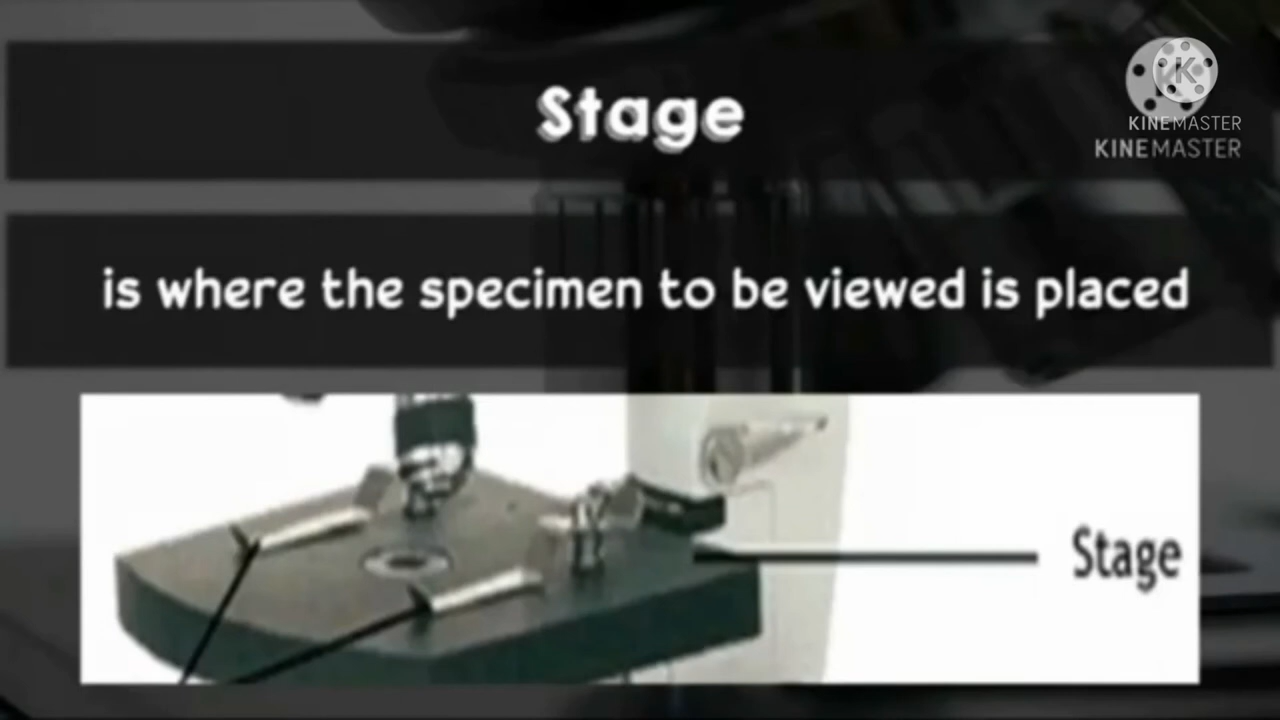 Stage
KINEMASTER
KINEMASTER
is where the specimen to be viewed is placed
Stage